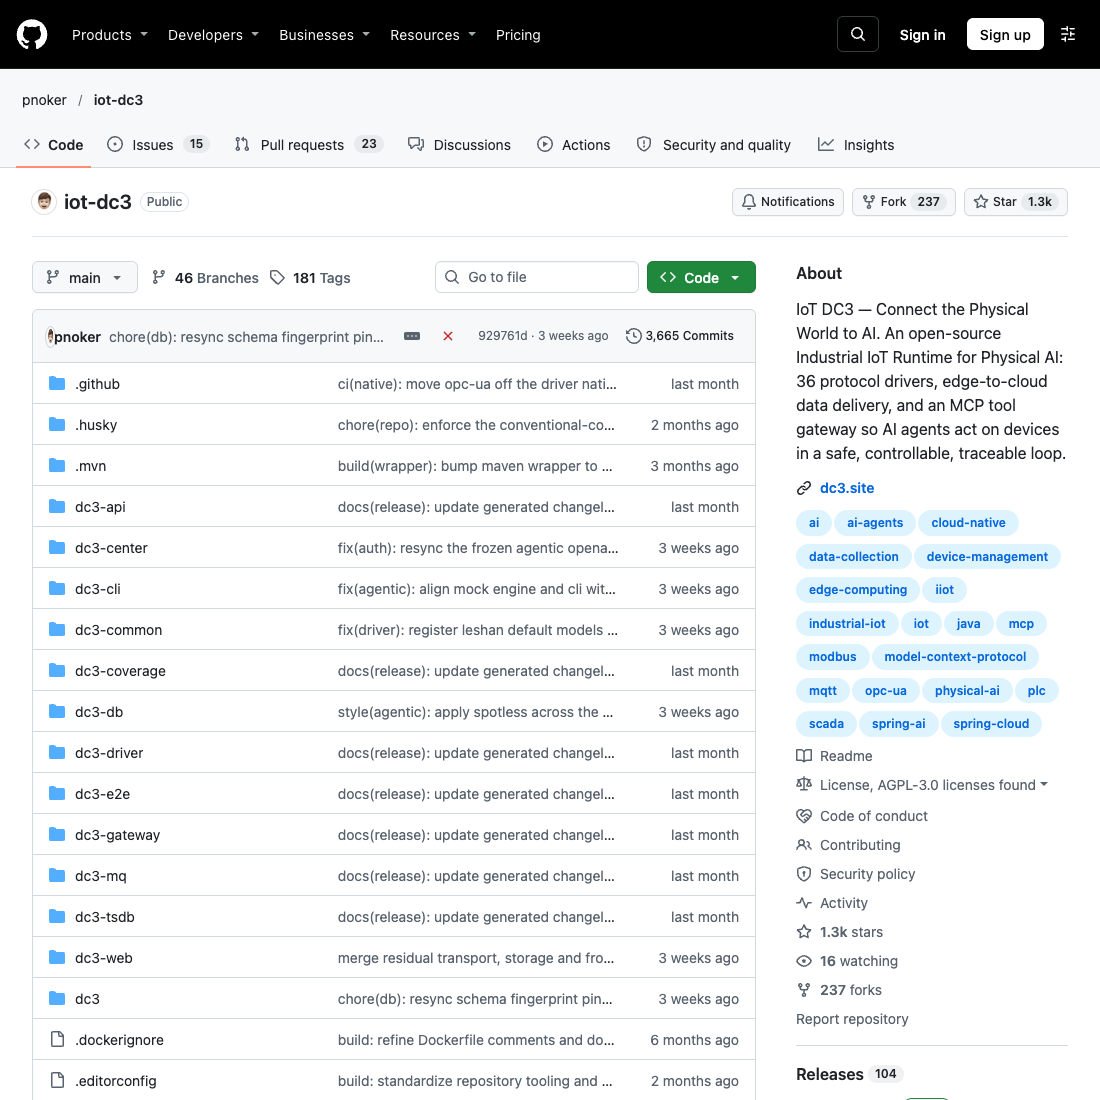 Products Developers Businesses Resources Pricing Sign in Sign up
pnoker / iot-dc3
Code Issues 15 Pull requests 23 Discussions Actions Security and quality Insights
iot-dc3 Public Notifications Fork 237 Star 1.3k
main 46 Branches 181 Tags Go to file Code
pnoker chore(db): resync schema fingerprint pin... 929761d · 3 weeks ago 3,665 Commits
.github ci(native): move opc-ua off the driver nati... last month
.husky chore(repo): enforce the conventional-co... 2 months ago
.mvn build(wrapper): bump maven wrapper to ... 3 months ago
dc3-api docs(release): update generated changel... last month
dc3-center fix(auth): resync the frozen agentic opena... 3 weeks ago
dc3-cli fix(agentic): align mock engine and cli wit... 3 weeks ago
dc3-common fix(driver): register leshan default models ... 3 weeks ago
dc3-coverage docs(release): update generated changel... last month
dc3-db style(agentic): apply spotless across the ... 3 weeks ago
dc3-driver docs(release): update generated changel... last month
dc3-e2e docs(release): update generated changel... last month
dc3-gateway docs(release): update generated changel... last month
dc3-mq docs(release): update generated changel... last month
dc3-tsdb docs(release): update generated changel... last month
dc3-web merge residual transport, storage and fro... 3 weeks ago
dc3 chore(db): resync schema fingerprint pin... 3 weeks ago
.dockerignore build: refine Dockerfile comments and do... 6 months ago
.editorconfig build: standardize repository tooling and ... 2 months ago
About
IoT DC3 — Connect the Physical
World to AI. An open-source
Industrial IoT Runtime for Physical AI:
36 protocol drivers, edge-to-cloud
data delivery, and an MCP tool
gateway so AI agents act on devices
in a safe, controllable, traceable loop.
dc3.site
ai ai-agents cloud-native
data-collection device-management
edge-computing iiot
industrial-iot iot java mcp
modbus model-context-protocol
mqtt opc-ua physical-ai plc
scada spring-ai spring-cloud
Readme
License, AGPL-3.0 licenses found
Code of conduct
Contributing
Security policy
Activity
1.3k stars
16 watching
237 forks
Report repository
Releases 104